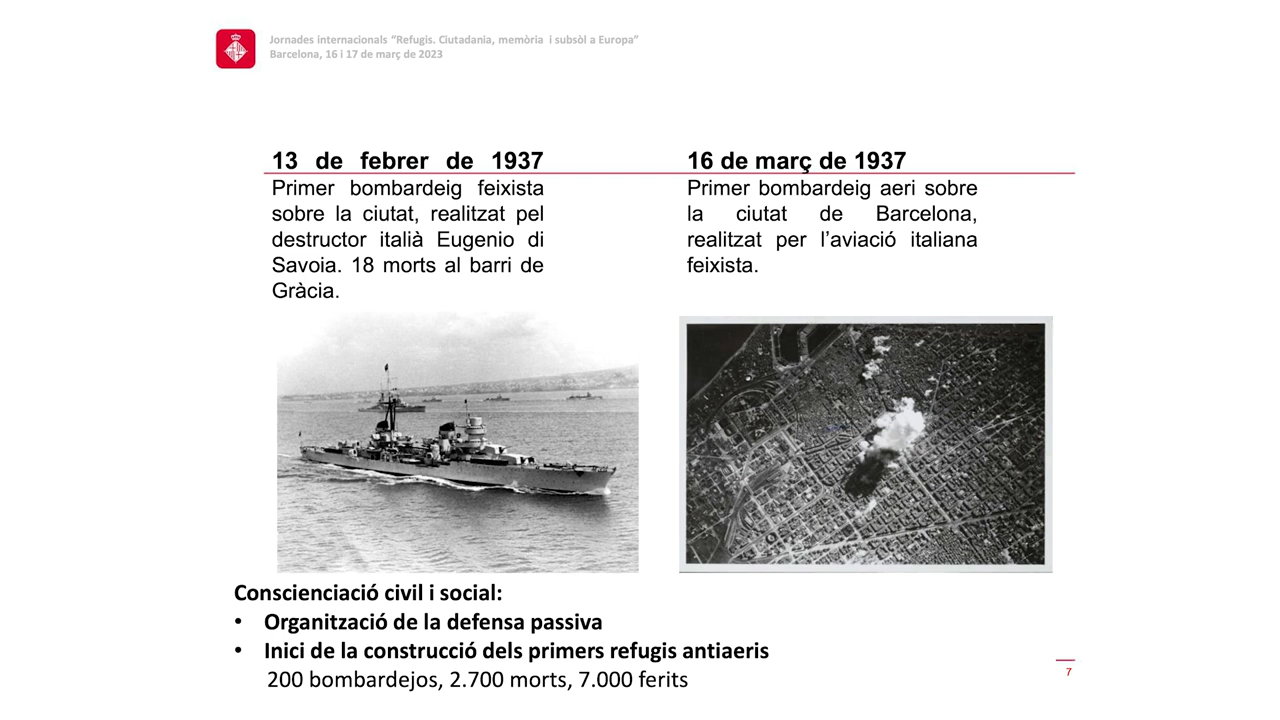 Jornades internacionals “Refugis. Ciutadania, memòria i subsòl a Europa”
Barcelona, 16 i 17 de març de 2023
13 de febrer de 1937
Primer bombardeig feixista
sobre la ciutat, realitzat pel
destructor italià Eugenio di
Savoia. 18 morts al barri de
Gràcia.
16 de març de 1937
Primer bombardeig aeri sobre
la ciutat de Barcelona,
realitzat per l’aviació italiana
feixista.
Conscienciació civil i social:
• Organització de la defensa passiva
• Inici de la construcció dels primers refugis antiaeris
200 bombardejos, 2.700 morts, 7.000 ferits
7